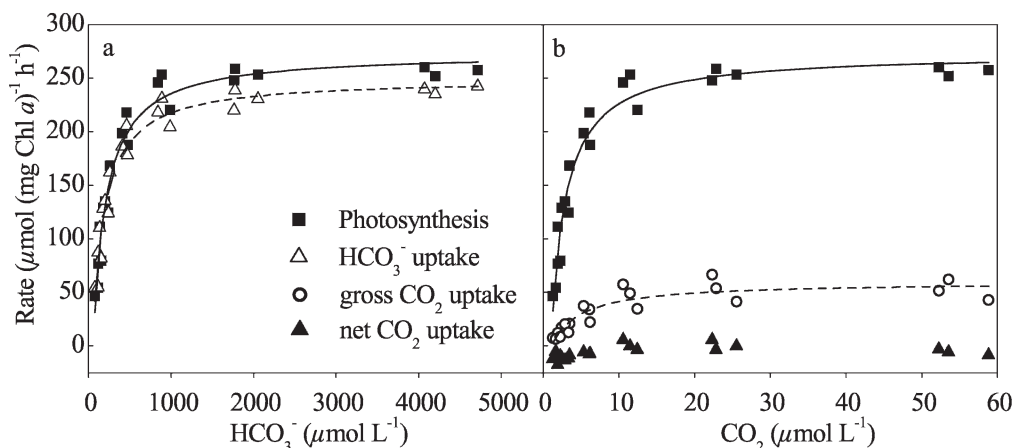 300
250
200
150
100
50
0
Rate (μmol (mg Chl a)⁻¹ h⁻¹)
a
Photosynthesis
HCO₃⁻ uptake
gross CO₂ uptake
net CO₂ uptake
0 1000 2000 3000 4000 5000
HCO₃⁻ (μmol L⁻¹)
b
0 10 20 30 40 50 60
CO₂ (μmol L⁻¹)